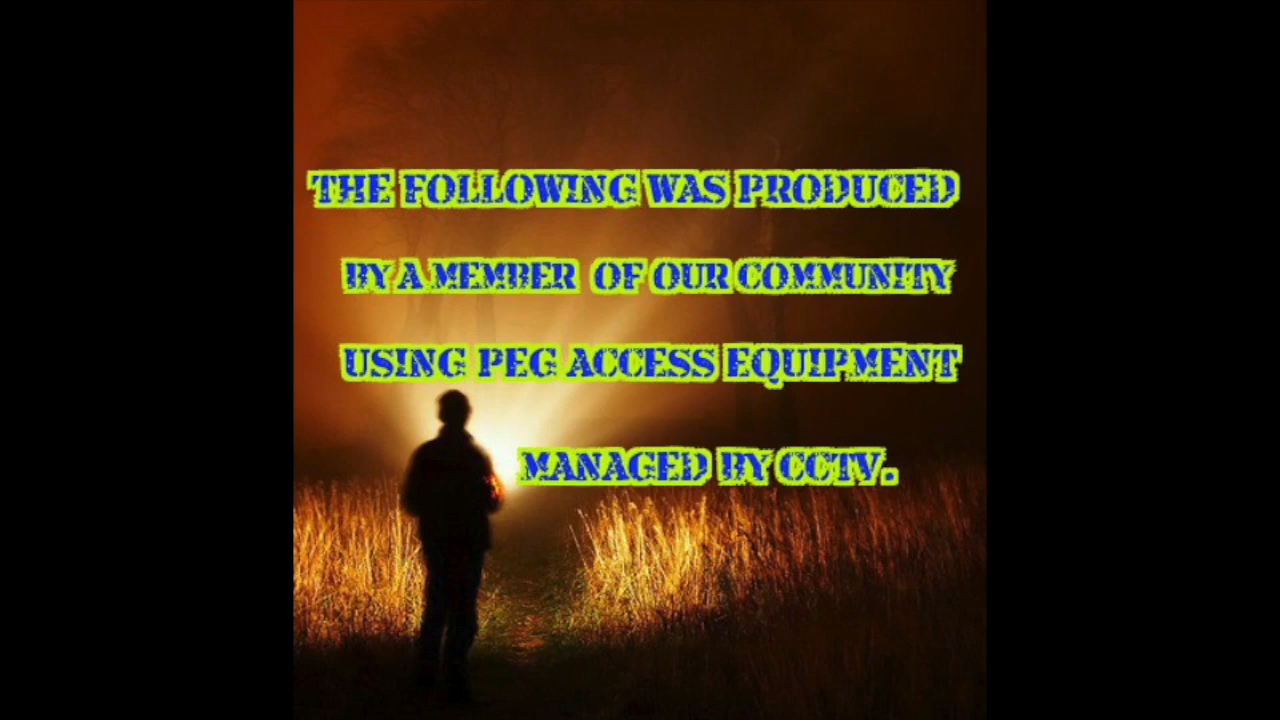 THE FOLLOWING WAS PRODUCED
BY A MEMBER OF OUR COMMUNITY
USING PEG ACCESS EQUIPMENT
MANAGED BY CCTV.